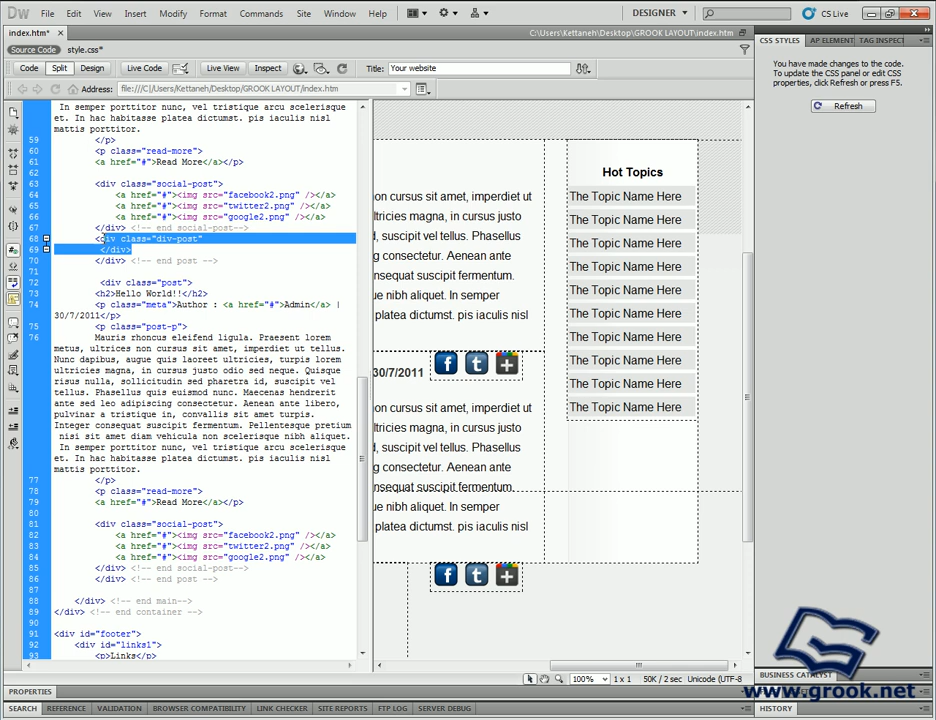 Dw File Edit View Insert Modify Format Commands Site Window Help DESIGNER CS Live
index.htm* × C:\Users\Kettaneh\Desktop\GROOK LAYOUT\index.htm
Source Code style.css*
Code Split Design Live Code Live View Inspect Title: Your website
Address: file:///C|/Users/Kettaneh/Desktop/GROOK LAYOUT/index.htm
In semper porttitor nunc, vel tristique arcu scelerisque
et. In hac habitasse platea dictumst. pis iaculis nisl
mattis porttitor.
59 </p>
60 <p class="read-more">
61 <a href="#">Read More</a></p>
62
63 <div class="social-post">
64 <a href="#"><img src="facebook2.png" /></a>
65 <a href="#"><img src="twitter2.png" /></a>
66 <a href="#"><img src="google2.png" /></a>
67 </div> <!-- end social-post-->
68 <div class="div-post"
69 </div>
70 </div> <!-- end post -->
71
72 <div class="post">
73 <h2>Hello World!!</h2>
74 <p class="meta">Author : <a href="#">Admin</a> |
30/7/2011</p>
75 <p class="post-p">
76 Mauris rhoncus eleifend ligula. Praesent lorem
metus, ultrices non cursus sit amet, imperdiet ut tellus.
Nunc dapibus, augue quis laoreet ultricies, turpis lorem
ultricies magna, in cursus justo odio sed neque. Quisque
risus nulla, sollicitudin sed pharetra id, suscipit vel
tellus. Phasellus quis euismod nunc. Maecenas hendrerit
ante sed leo adipiscing consectetur. Aenean ante libero,
pulvinar a tristique in, convallis sit amet turpis.
Integer consequat suscipit fermentum. Pellentesque pretium
nisi sit amet diam vehicula non scelerisque nibh aliquet.
In semper porttitor nunc, vel tristique arcu scelerisque
et. In hac habitasse platea dictumst. pis iaculis nisl
mattis porttitor.
77 </p>
78 <p class="read-more">
79 <a href="#">Read More</a></p>
80
81 <div class="social-post">
82 <a href="#"><img src="facebook2.png" /></a>
83 <a href="#"><img src="twitter2.png" /></a>
84 <a href="#"><img src="google2.png" /></a>
85 </div> <!-- end social-post-->
86 </div> <!-- end post -->
87
88 </div> <!-- end main-->
89 </div> <!-- end container -->
90
91 <div id="footer">
92 <div id="links1">
93 <p>Links</p>
non cursus sit amet, imperdiet ut
ltricies magna, in cursus justo
d, suscipit vel tellus. Phasellus
g consectetur. Aenean ante
nsequat suscipit fermentum.
ue nibh aliquet. In semper
platea dictumst. pis iaculis nisl
30/7/2011
non cursus sit amet, imperdiet ut
ltricies magna, in cursus justo
d, suscipit vel tellus. Phasellus
g consectetur. Aenean ante
nsequat suscipit fermentum.
ue nibh aliquet. In semper
platea dictumst. pis iaculis nisl
Hot Topics
The Topic Name Here
The Topic Name Here
The Topic Name Here
The Topic Name Here
The Topic Name Here
The Topic Name Here
The Topic Name Here
The Topic Name Here
The Topic Name Here
The Topic Name Here
100% 1 x 1 50K / 2 sec Unicode (UTF-8
CSS STYLES AP ELEMENT TAG INSPECT
You have made changes to the code.
To update the CSS panel or edit CSS
properties, click Refresh or press F5.
Refresh
BUSINESS CATALYST
www.grook.net
PROPERTIES
SEARCH REFERENCE VALIDATION BROWSER COMPATIBILITY LINK CHECKER SITE REPORTS FTP LOG SERVER DEBUG
HISTORY